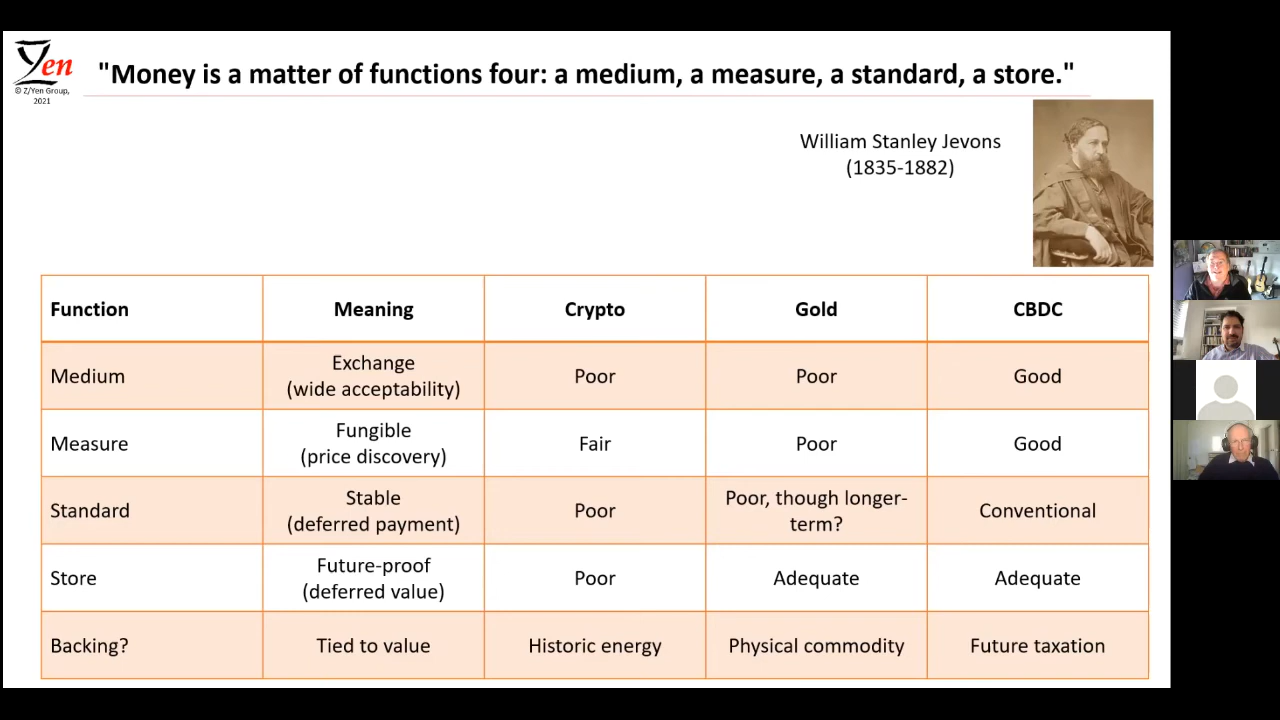 Z/Yen
© Z/Yen Group,
2021
"Money is a matter of functions four: a medium, a measure, a standard, a store."
William Stanley Jevons
(1835-1882)
Function
Meaning
Crypto
Gold
CBDC
Medium
Exchange
(wide acceptability)
Poor
Poor
Good
Measure
Fungible
(price discovery)
Fair
Poor
Good
Standard
Stable
(deferred payment)
Poor
Poor, though longer-
term?
Conventional
Store
Future-proof
(deferred value)
Poor
Adequate
Adequate
Backing?
Tied to value
Historic energy
Physical commodity
Future taxation